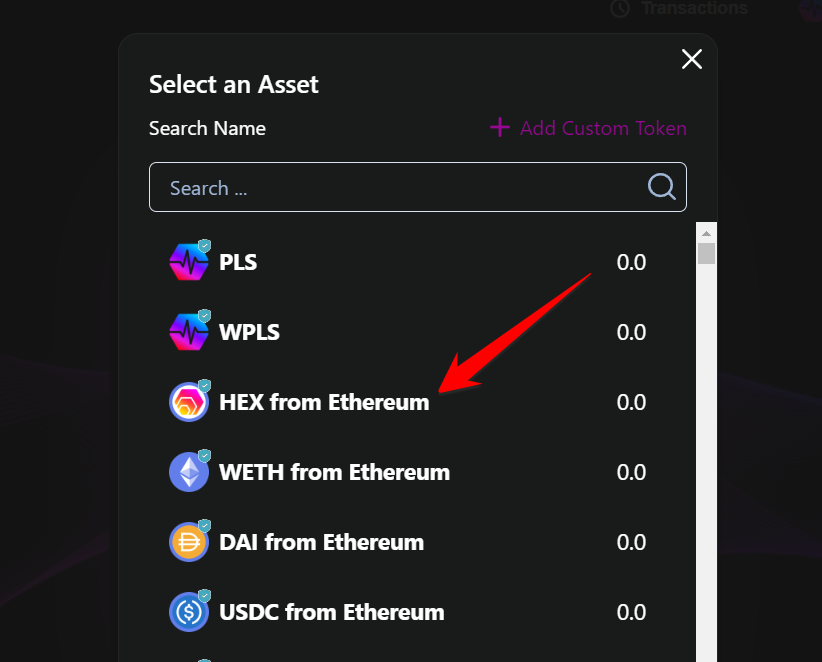 Transactions
Select an Asset
Search Name
Add Custom Token
Search ...
PLS 0.0
WPLS 0.0
HEX from Ethereum 0.0
WETH from Ethereum 0.0
DAI from Ethereum 0.0
USDC from Ethereum 0.0